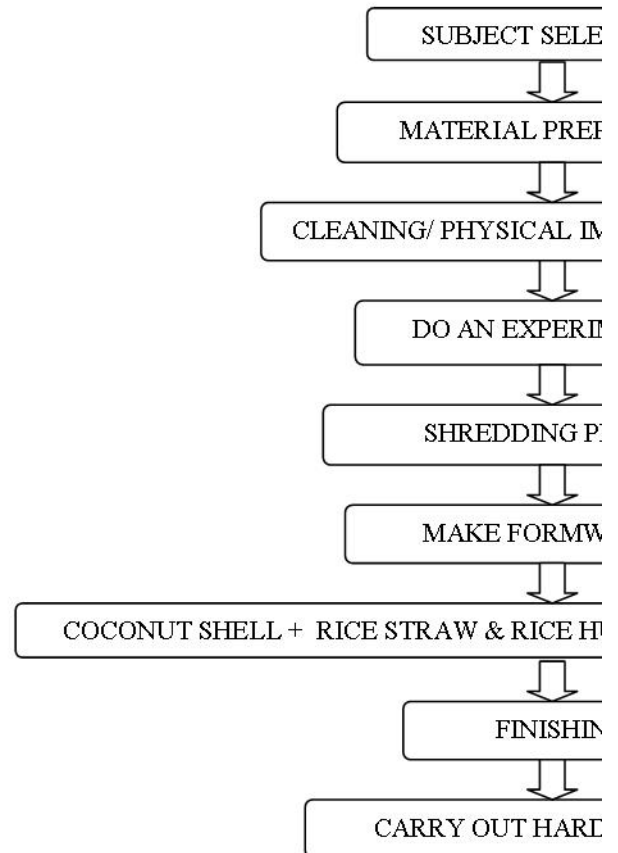 SUBJECT SELE
MATERIAL PREP
CLEANING/ PHYSICAL IM
DO AN EXPERIM
SHREDDING P
MAKE FORMW
COCONUT SHELL + RICE STRAW & RICE HU
FINISHIN
CARRY OUT HARD